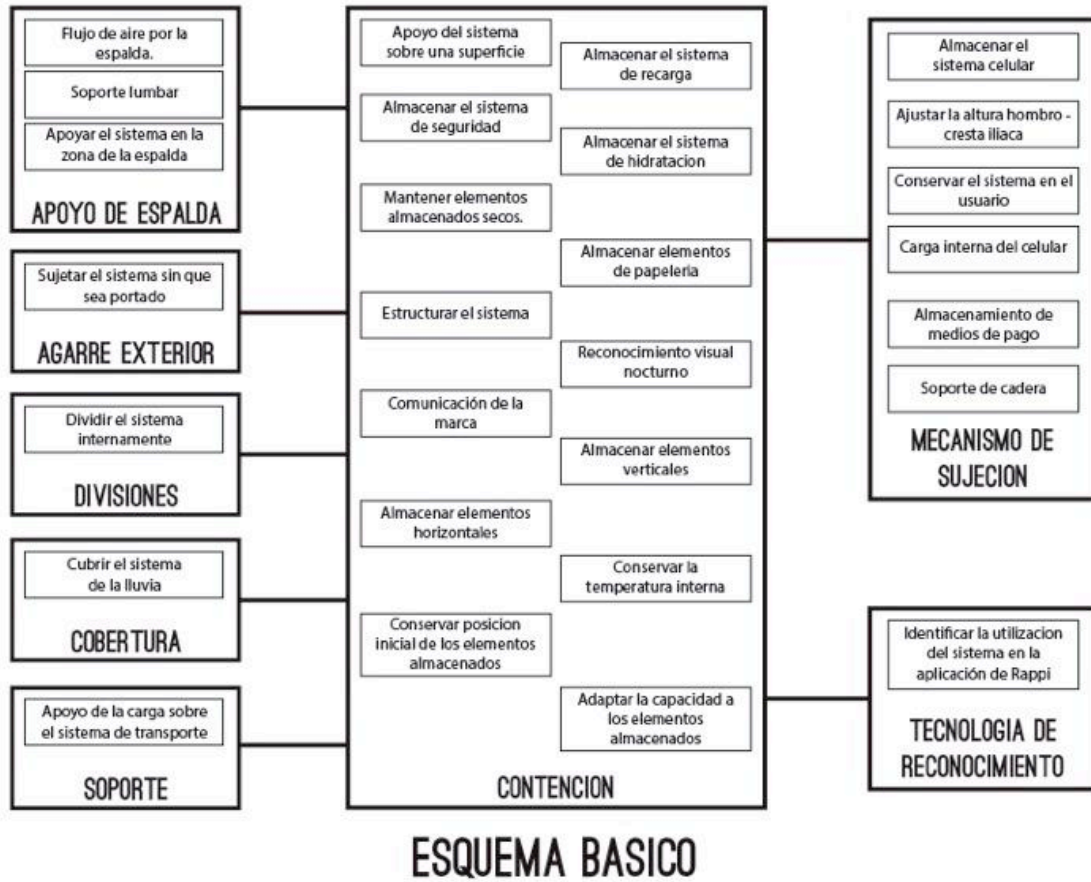 Flujo de aire por la
espalda.
Soporte lumbar
Apoyar el sistema en la
zona de la espalda
APOYO DE ESPALDA
Sujetar el sistema sin que
sea portado
AGARRE EXTERIOR
Dividir el sistema
internamente
DIVISIONES
Cubrir el sistema
de la lluvia
COBERTURA
Apoyo de la carga sobre
el sistema de transporte
SOPORTE
Apoyo del sistema
sobre una superficie
Almacenar el sistema
de recarga
Almacenar el sistema
de seguridad
Almacenar el sistema
de hidratacion
Mantener elementos
almacenados secos.
Almacenar elementos
de papeleria
Estructurar el sistema
Reconocimiento visual
nocturno
Comunicación de la
marca
Almacenar elementos
verticales
Almacenar elementos
horizontales
Conservar la
temperatura interna
Conservar posicion
inicial de los elementos
almacenados
Adaptar la capacidad a
los elementos
almacenados
CONTENCION
Almacenar el
sistema celular
Ajustar la altura hombro -
cresta iliaca
Conservar el sistema en el
usuario
Carga interna del celular
Almacenamiento de
medios de pago
Soporte de cadera
MECANISMO DE
SUJECION
Identificar la utilizacion
del sistema en la
aplicación de Rappi
TECNOLOGIA DE
RECONOCIMIENTO
ESQUEMA BASICO